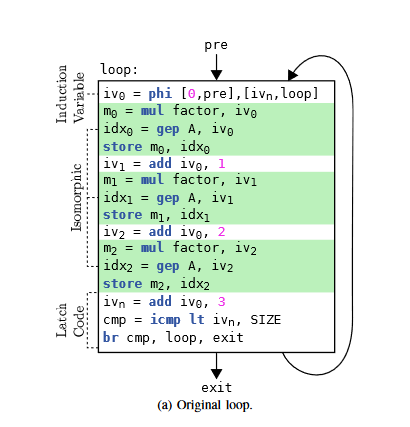 pre
loop:
iv₀ = phi [0,pre],[ivₙ,loop]
m₀ = mul factor, iv₀
idx₀ = gep A, iv₀
store m₀, idx₀
iv₁ = add iv₀, 1
m₁ = mul factor, iv₁
idx₁ = gep A, iv₁
store m₁, idx₁
iv₂ = add iv₀, 2
m₂ = mul factor, iv₂
idx₂ = gep A, iv₂
store m₂, idx₂
ivₙ = add iv₀, 3
cmp = icmp lt ivₙ, SIZE
br cmp, loop, exit
Induction
Variable
Isomorphic
Latch
Code
exit
(a) Original loop.